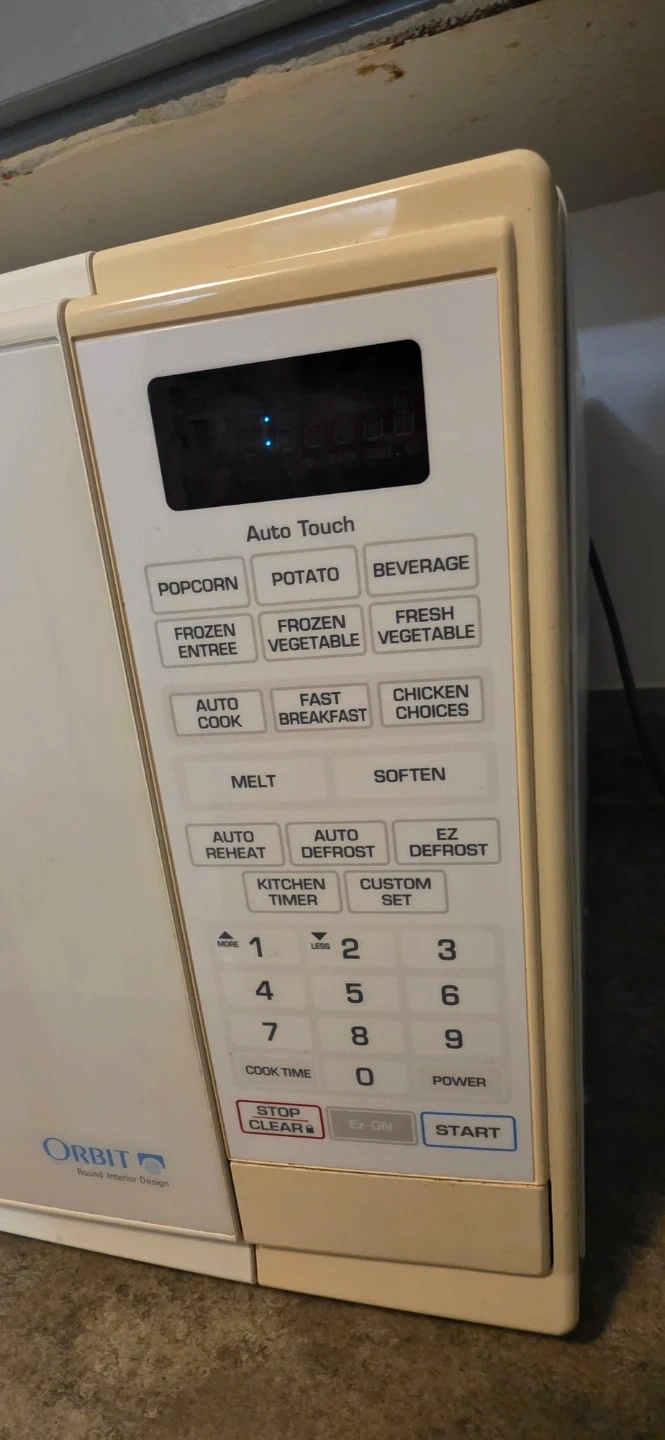 :
Auto Touch
POPCORN POTATO BEVERAGE
FROZEN ENTREE
FROZEN VEGETABLE
FRESH VEGETABLE
AUTO COOK
FAST BREAKFAST
CHICKEN CHOICES
MELT SOFTEN
AUTO REHEAT
AUTO DEFROST
EZ DEFROST
KITCHEN TIMER
CUSTOM SET
MORE 1 LESS 2 3
4 5 6
7 8 9
COOK TIME 0 POWER
STOP
CLEAR
Ez-ON
START
ORBIT
Round Interior Design